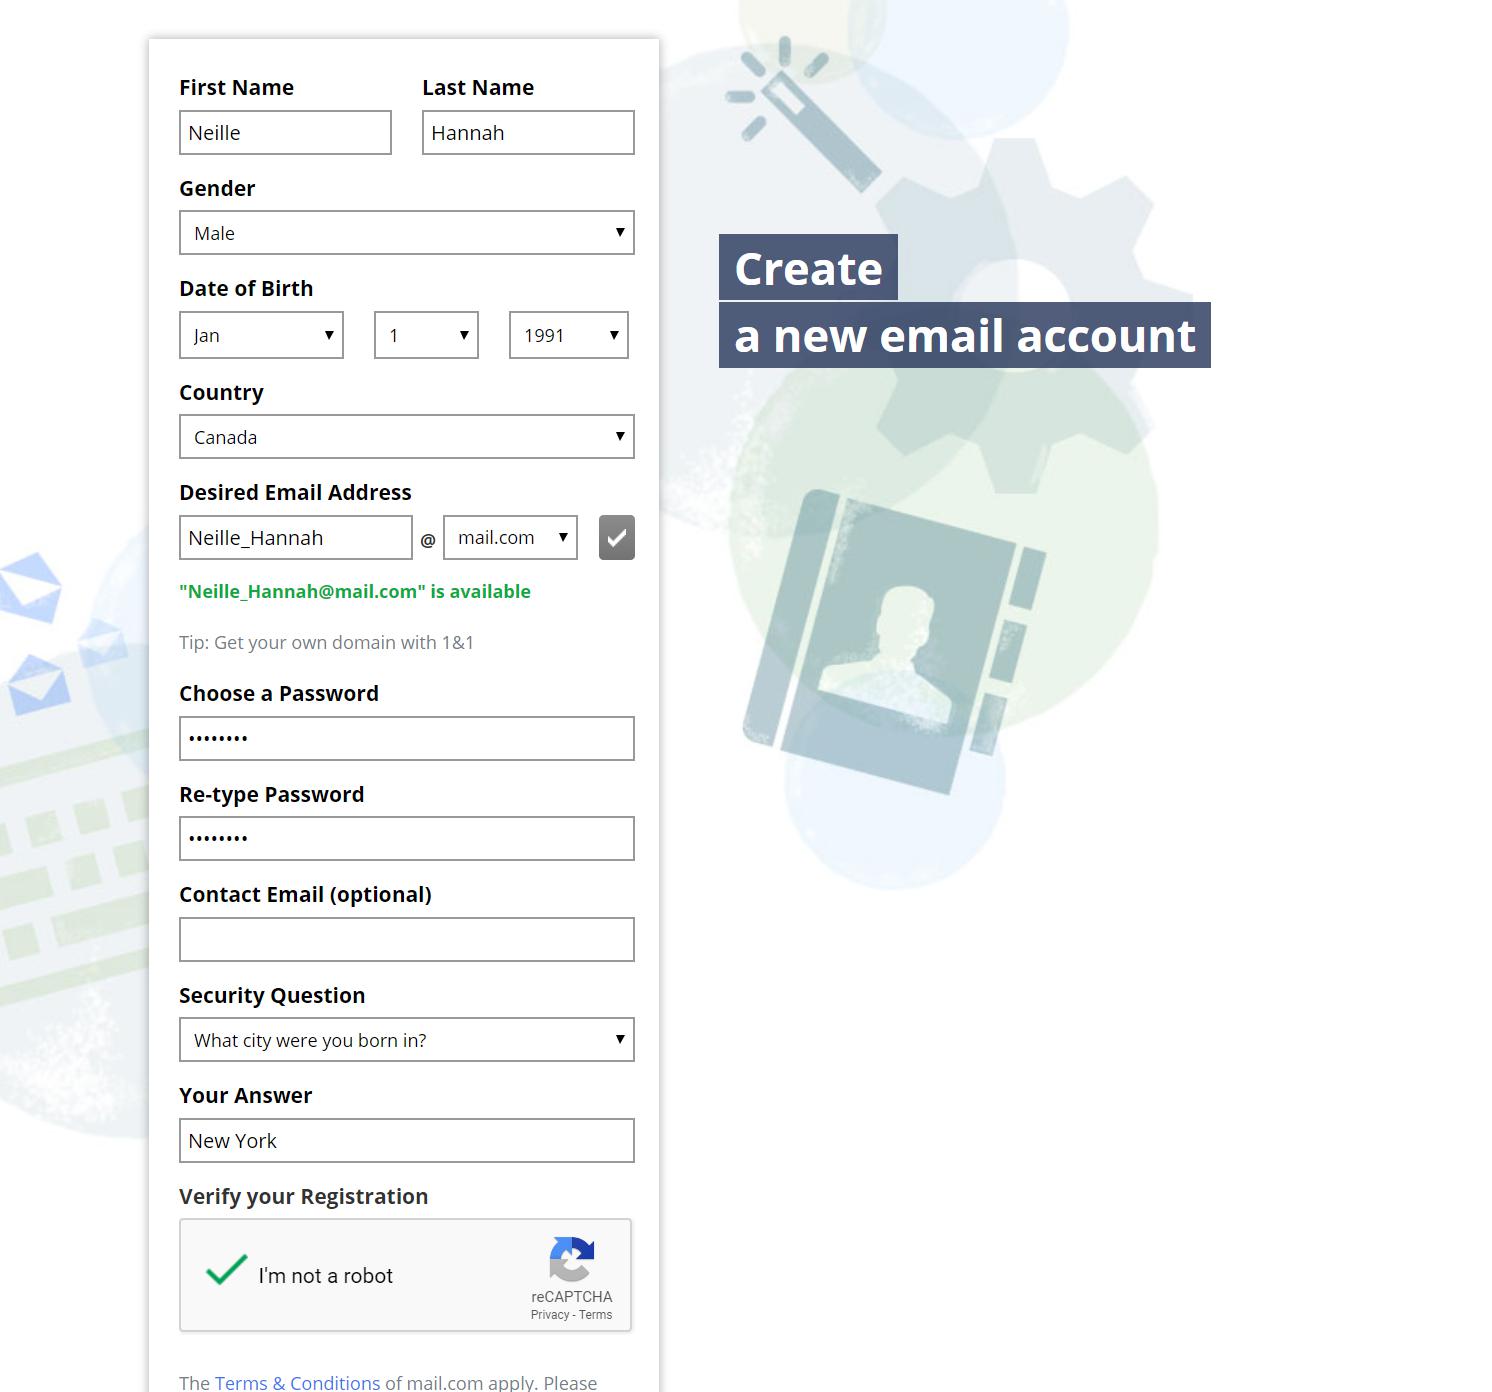 First Name
Last Name
Neille
Hannah
Gender
Male
Date of Birth
Jan
1
1991
Country
Canada
Desired Email Address
Neille_Hannah
@
mail.com
"Neille_Hannah@mail.com" is available
Tip: Get your own domain with 1&1
Choose a Password
••••••••
Re-type Password
••••••••
Contact Email (optional)
Security Question
What city were you born in?
Your Answer
New York
Verify your Registration
I'm not a robot
reCAPTCHA
Privacy - Terms
The Terms & Conditions of mail.com apply. Please
Create
a new email account